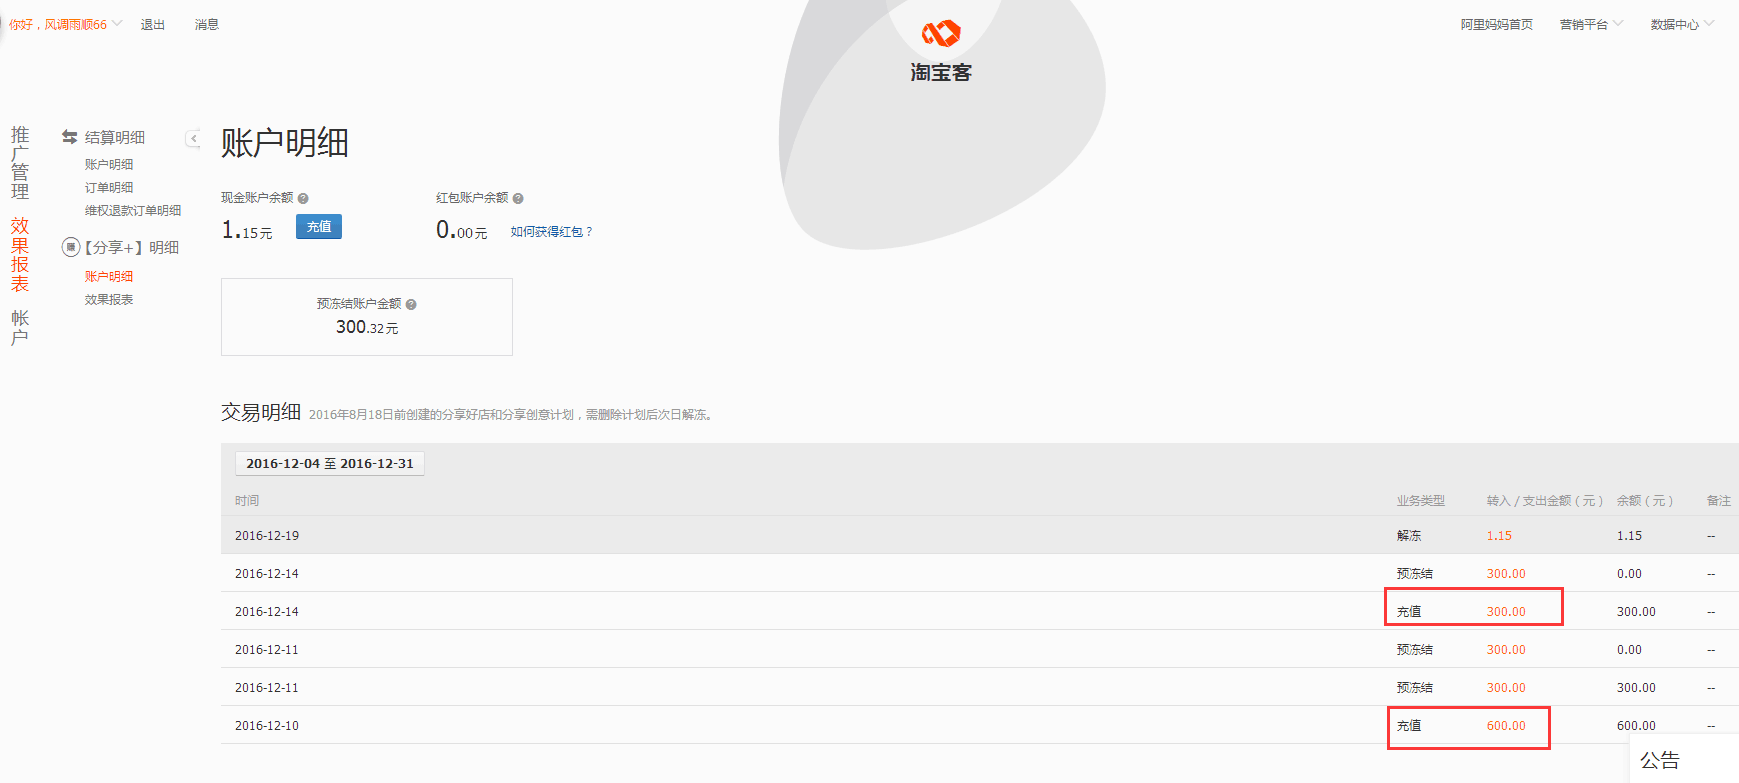 你好，风调雨顺66 退出 消息 阿里妈妈首页 营销平台 数据中心
淘宝客
推广管理
效果报表
帐户
结算明细
账户明细
订单明细
维权退款订单明细
【分享+】明细
账户明细
效果报表
账户明细
现金账户余额 ? 红包账户余额 ?
1.15元 充值 0.00元 如何获得红包？
预冻结账户金额 ?
300.32元
交易明细 2016年8月18日前创建的分享好店和分享创意计划，需删除计划后次日解冻。
2016-12-04 至 2016-12-31
时间 业务类型 转入 / 支出金额（元） 余额（元） 备注
2016-12-19 解冻 1.15 1.15 --
2016-12-14 预冻结 300.00 0.00 --
2016-12-14 充值 300.00 300.00 --
2016-12-11 预冻结 300.00 0.00 --
2016-12-11 预冻结 300.00 300.00 --
2016-12-10 充值 600.00 600.00 --
公告